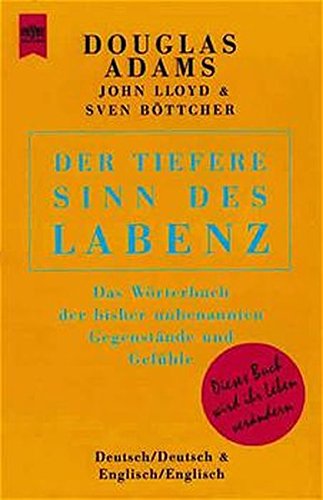 HEYNE
DOUGLAS
ADAMS
JOHN LLOYD &
SVEN BÖTTCHER
DER TIEFERE
SINN DES
LABENZ
Das Wörterbuch
der bisher unbenannten
Gegenstände und
Gefühle
Dieses Buch
wird ihr Leben
verändern
Deutsch/Deutsch &
Englisch/Englisch